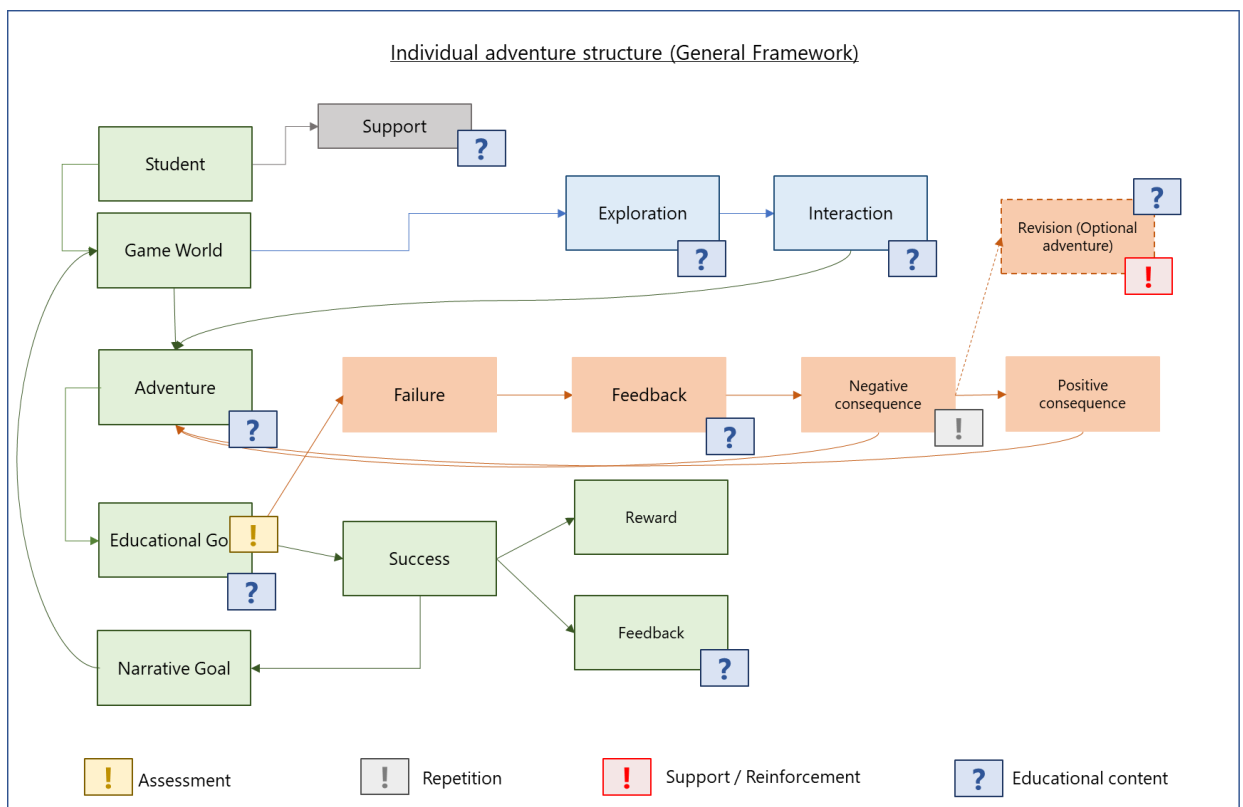 Individual adventure structure (General Framework)
Support
?
Student
Exploration
?
Interaction
?
?
Revision (Optional
adventure)
!
Game World
Adventure
?
Failure
Feedback
?
Negative
consequence
!
Positive
consequence
Educational Go
!
?
Success
Reward
Feedback
?
Narrative Goal
! Assessment
! Repetition
! Support / Reinforcement
? Educational content